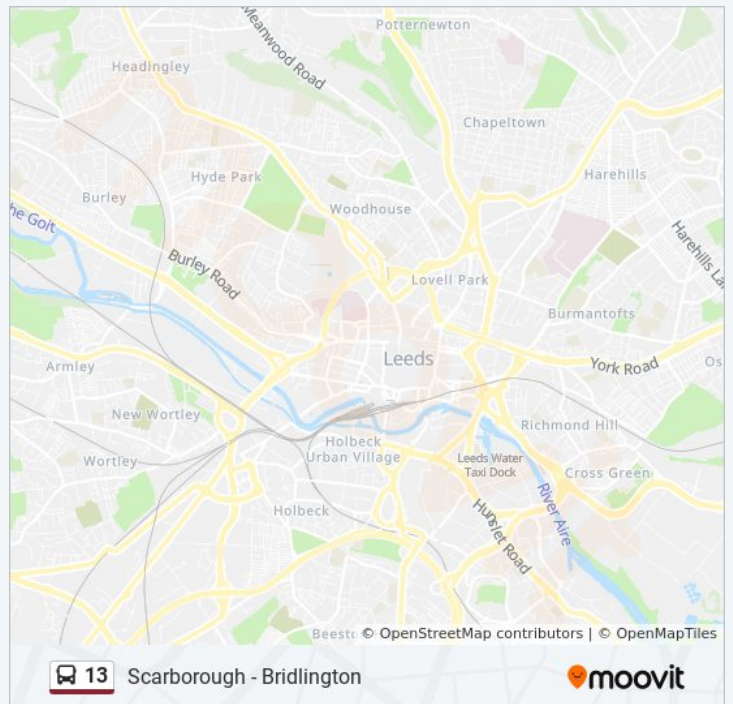 Potternewton
Meanwood Road
Headingley
Chapeltown
Harehills
Hyde Park
Burley
Woodhouse
he Goit
Harehills La
Burley Road
Lovell Park
Burmantofts
Leeds
York Road
Os
Armley
New Wortley
Richmond Hill
Holbeck
Urban Village
Leeds Water
Taxi Dock
Wortley
Cross Green
River Aire
Holbeck
Hunslet Road
Beesto
© OpenStreetMap contributors | © OpenMapTiles
13 Scarborough - Bridlington
moovit